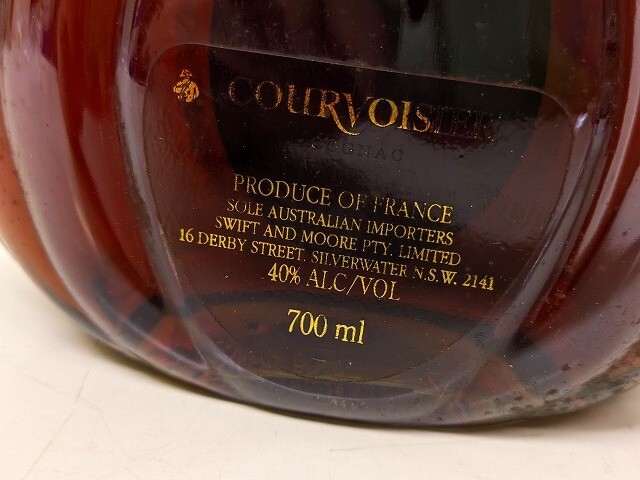 COURVOISIER
COGNAC
PRODUCE OF FRANCE
SOLE AUSTRALIAN IMPORTERS
SWIFT AND MOORE PTY. LIMITED
16 DERBY STREET. SILVERWATER N.S.W. 2141
40% ALC/VOL
700 ml